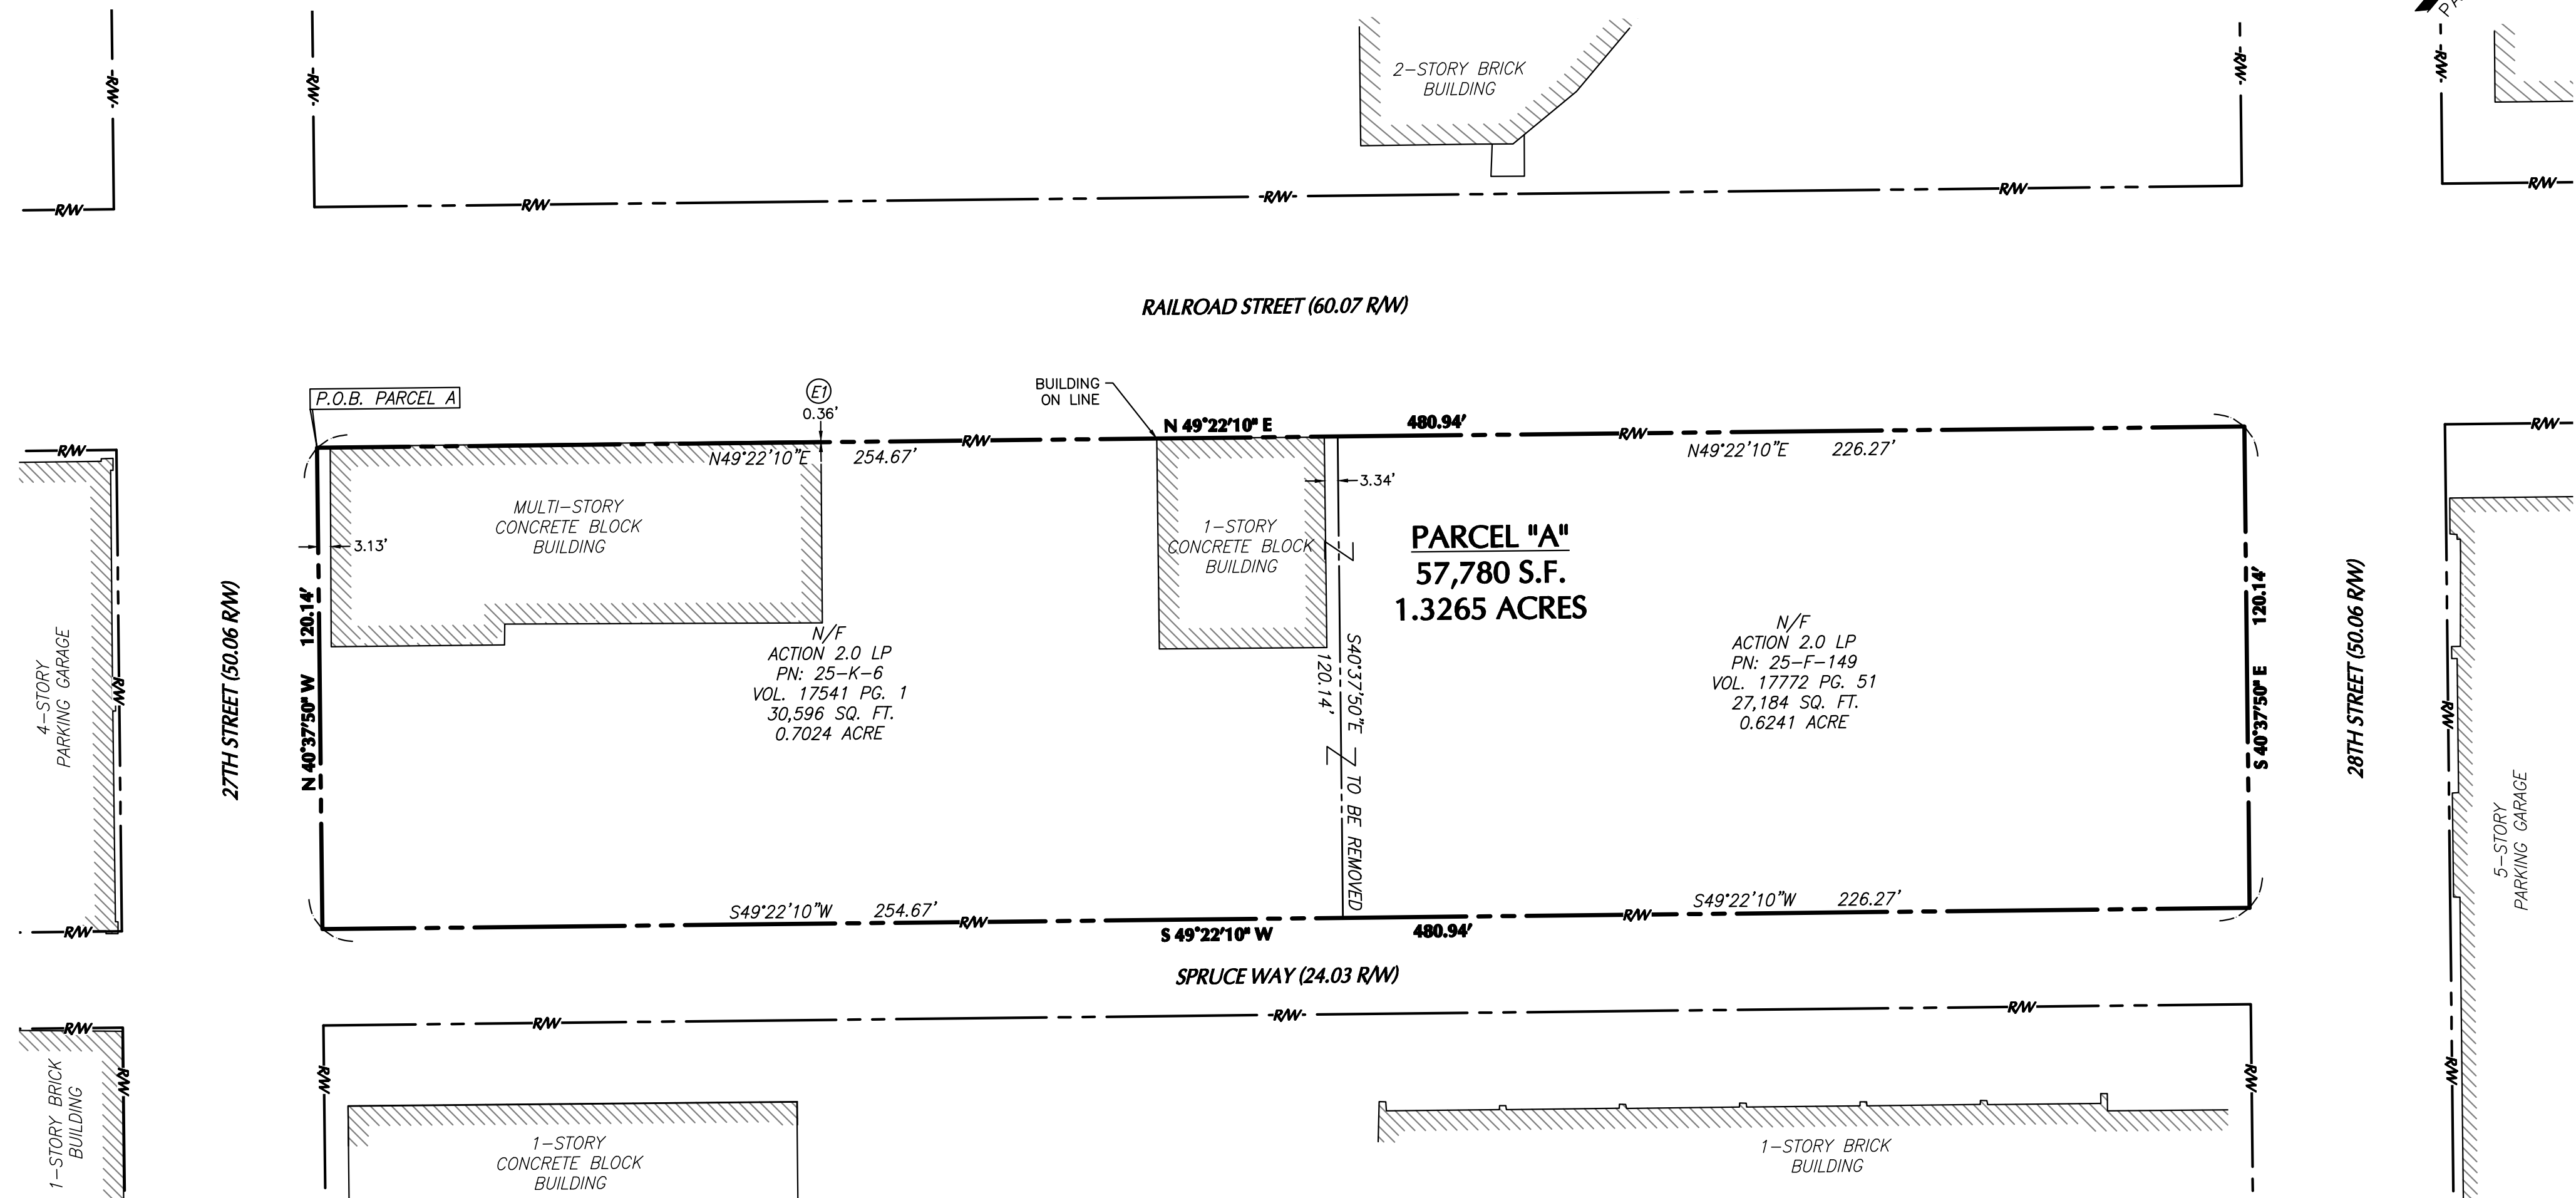 PA
-R/W-
-R/W-
-R/W-
-R/W-
2-STORY BRICK
BUILDING
R/W
R/W
-R/W-
R/W
R/W
RAILROAD STREET (60.07 R/W)
P.O.B. PARCEL A
E1
0.36'
BUILDING
ON LINE
N 49°22'10" E
480.94'
R/W
R/W
R/W
R/W
N49°22'10"E 254.67'
N49°22'10"E 226.27'
3.34'
3.13'
MULTI-STORY
CONCRETE BLOCK
BUILDING
1-STORY
CONCRETE BLOCK
BUILDING
PARCEL "A"
57,780 S.F.
1.3265 ACRES
4-STORY
PARKING GARAGE
R/W
27TH STREET (50.06 R/W)
N 40°37'50" W 120.14'
N/F
ACTION 2.0 LP
PN: 25-K-6
VOL. 17541 PG. 1
30,596 SQ. FT.
0.7024 ACRE
120.14'
S40°37'50"E
TO BE REMOVED
N/F
ACTION 2.0 LP
PN: 25-F-149
VOL. 17772 PG. 51
27,184 SQ. FT.
0.6241 ACRE
S 40°37'50" E 120.14'
28TH STREET (50.06 R/W)
R/W
5-STORY
PARKING GARAGE
S49°22'10"W 254.67'
S49°22'10"W 226.27'
R/W
R/W
R/W
S 49°22'10" W
480.94'
SPRUCE WAY (24.03 R/W)
R/W
R/W
-R/W-
R/W
R/W
R/W
R/W
R/W
1-STORY BRICK
BUILDING
1-STORY
CONCRETE BLOCK
BUILDING
1-STORY BRICK
BUILDING